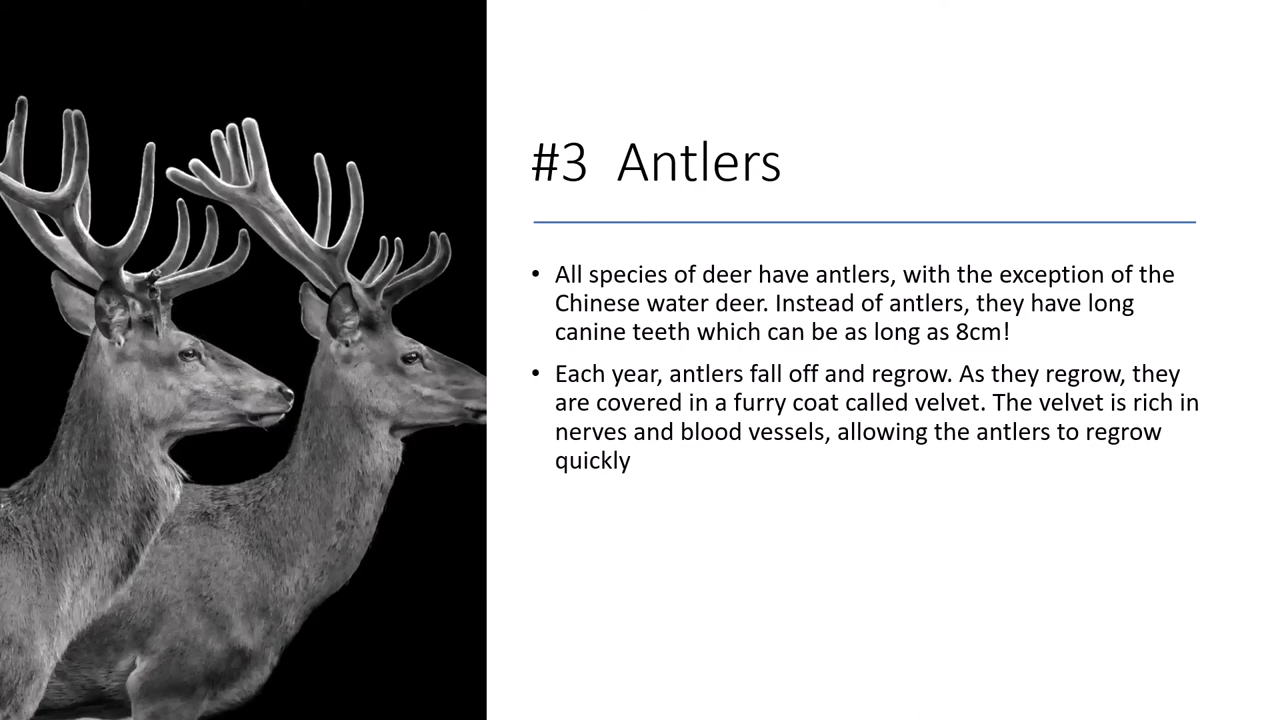 #3  Antlers
• All species of deer have antlers, with the exception of the
Chinese water deer. Instead of antlers, they have long
canine teeth which can be as long as 8cm!
• Each year, antlers fall off and regrow. As they regrow, they
are covered in a furry coat called velvet. The velvet is rich in
nerves and blood vessels, allowing the antlers to regrow
quickly